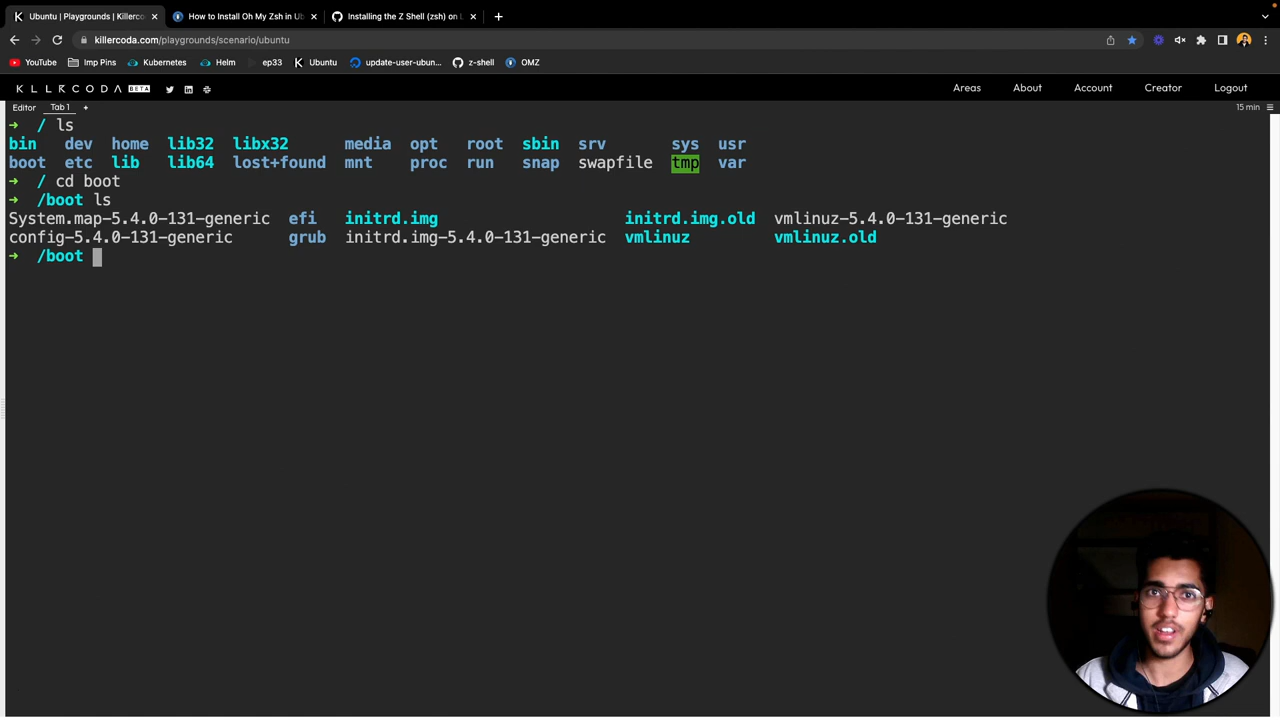 Ubuntu | Playgrounds | Killerco
How to Install Oh My Zsh in Ub
Installing the Z Shell (zsh) on L
killercoda.com/playgrounds/scenario/ubuntu
YouTube Imp Pins Kubernetes Helm ep33 Ubuntu update-user-ubun... z-shell OMZ
KLLRCODA BETA Areas About Account Creator Logout
Editor Tab 1 + 15 min
→ / ls
bin dev home lib32 libx32 media opt root sbin srv sys usr
boot etc lib lib64 lost+found mnt proc run snap swapfile tmp var
→ / cd boot
→ /boot ls
System.map-5.4.0-131-generic efi initrd.img initrd.img.old vmlinuz-5.4.0-131-generic
config-5.4.0-131-generic grub initrd.img-5.4.0-131-generic vmlinuz vmlinuz.old
→ /boot